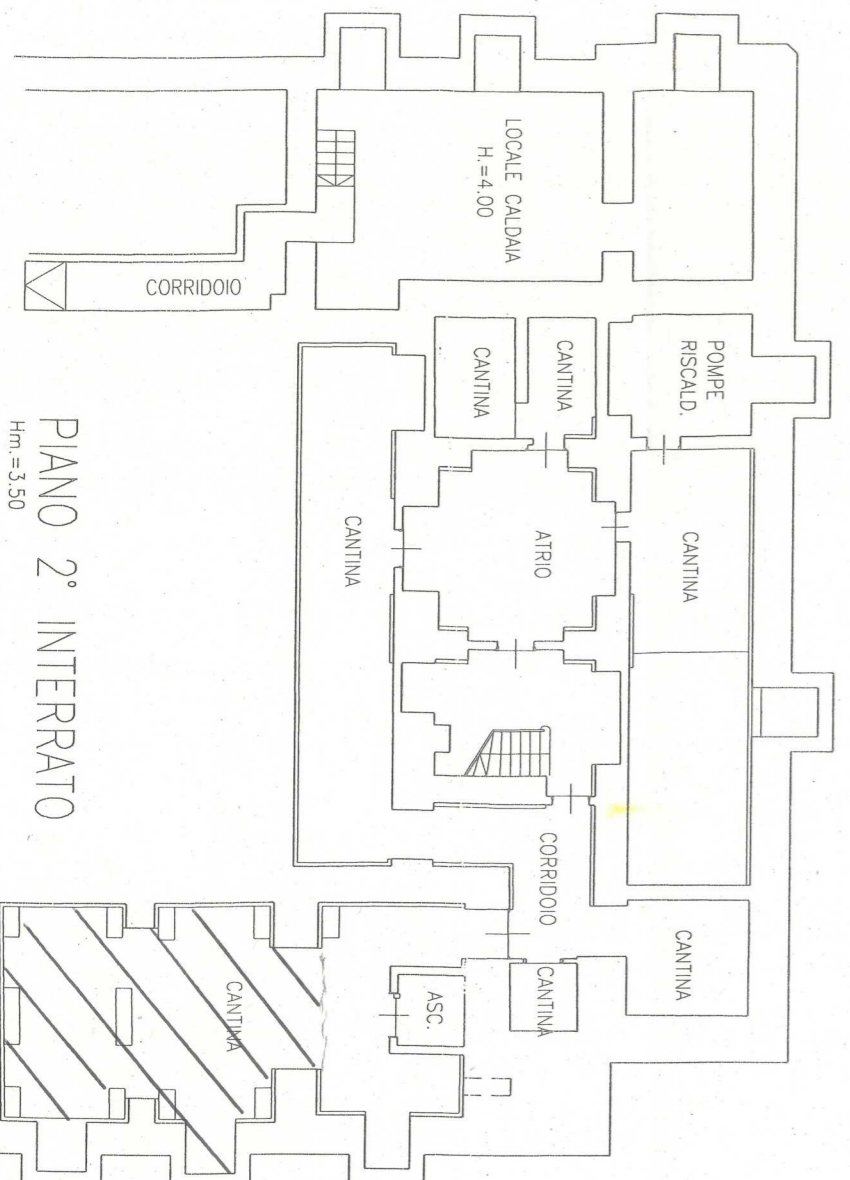 LOCALE CALDAIA
H.=4.00
CORRIDOIO
POMPE
RISCALD.
CANTINA
CANTINA
CANTINA
ATRIO
CANTINA
CORRIDOIO
CANTINA
CANTINA
ASC.
CANTINA
PIANO 2° INTERRATO
Hm.=3.50